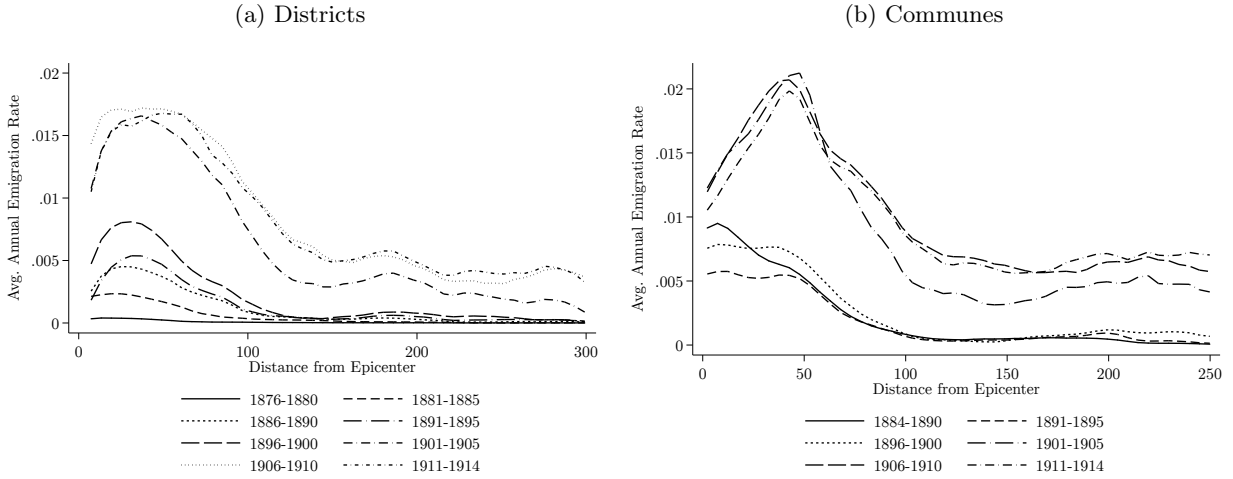 (a) Districts
Avg. Annual Emigration Rate
.02
.015
.01
.005
0
0 100 200 300
Distance from Epicenter
1876-1880 1881-1885
1886-1890 1891-1895
1896-1900 1901-1905
1906-1910 1911-1914
(b) Communes
Avg. Annual Emigration Rate
.02
.015
.01
.005
0
0 50 100 150 200 250
Distance from Epicenter
1884-1890 1891-1895
1896-1900 1901-1905
1906-1910 1911-1914